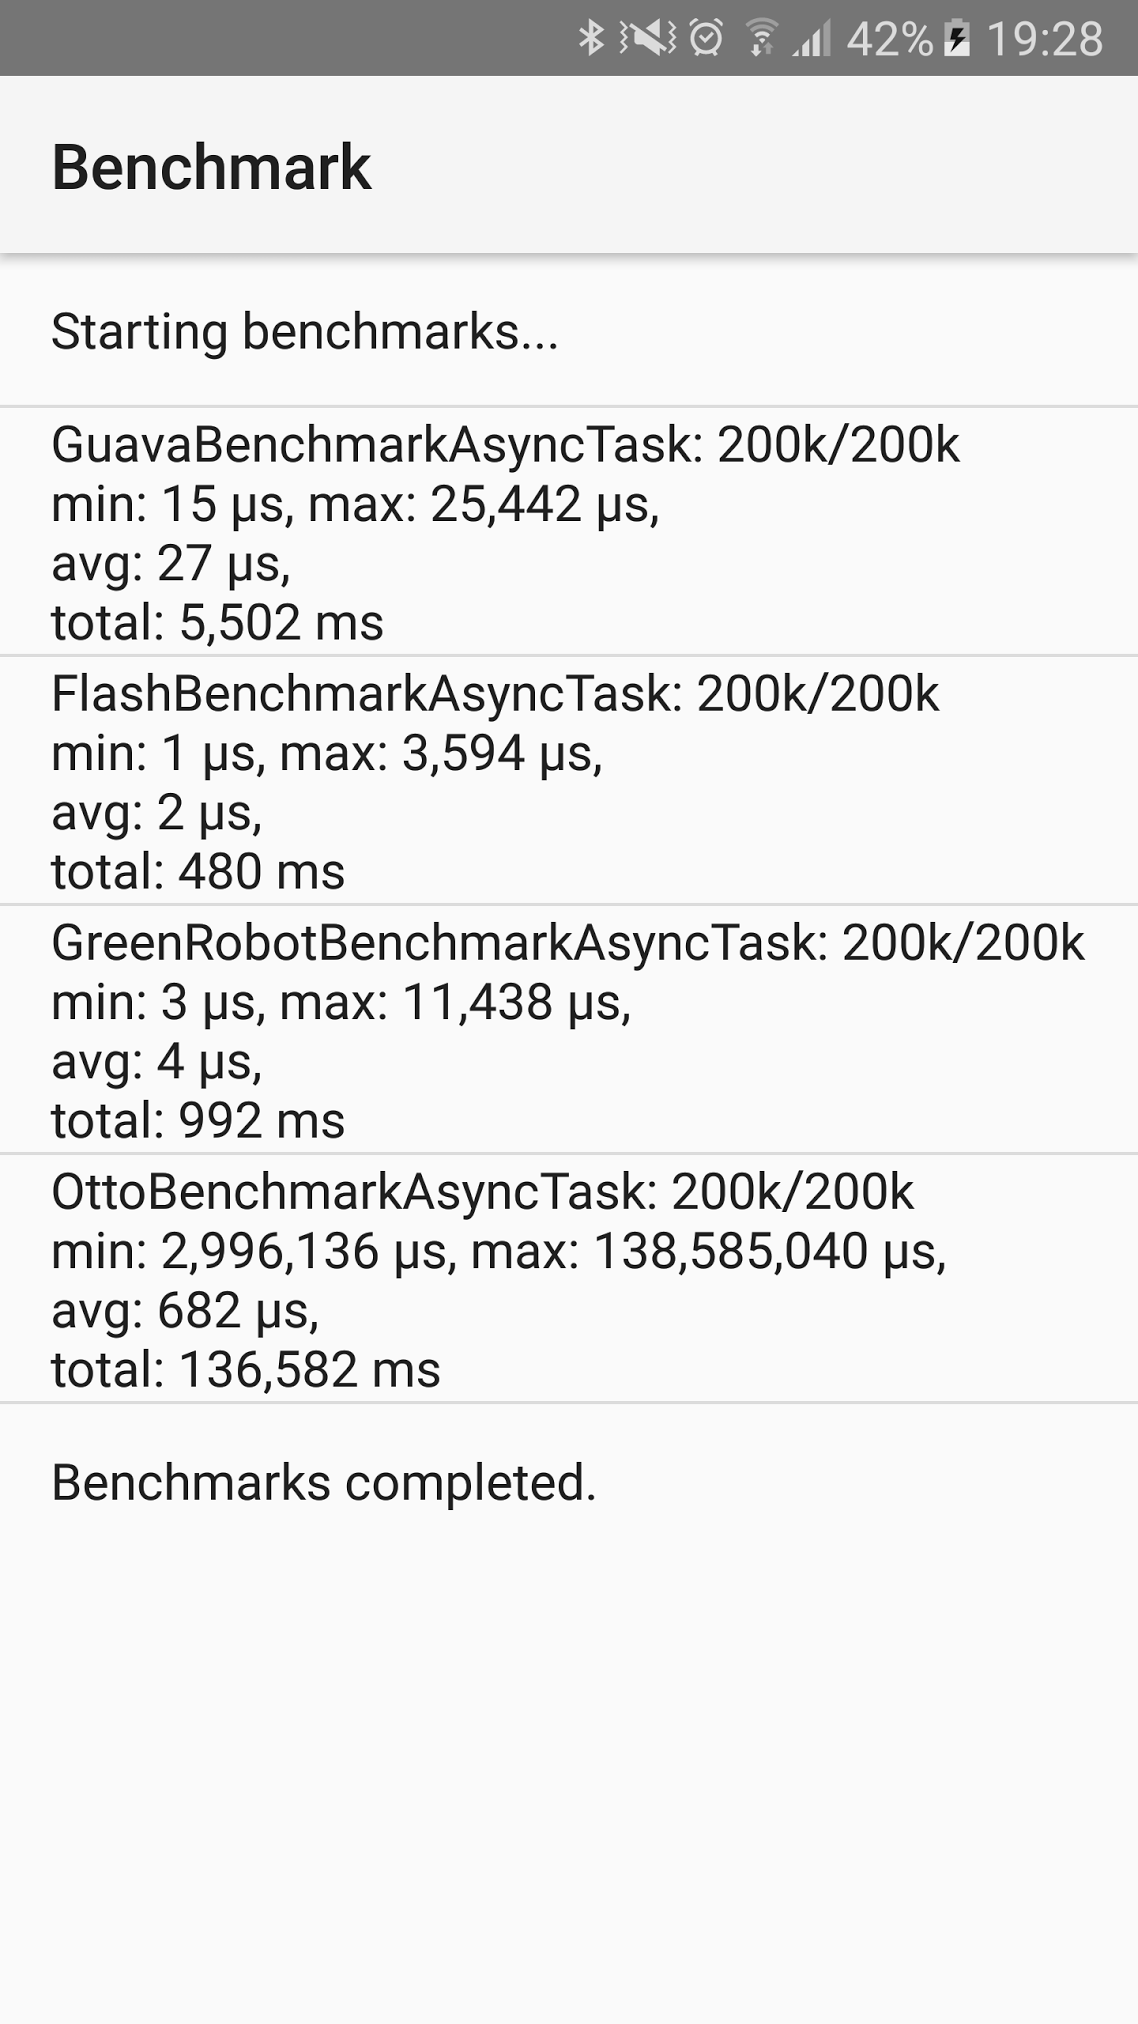 42% 19:28
Benchmark
Starting benchmarks...
GuavaBenchmarkAsyncTask: 200k/200k
min: 15 µs, max: 25,442 µs,
avg: 27 µs,
total: 5,502 ms
FlashBenchmarkAsyncTask: 200k/200k
min: 1 µs, max: 3,594 µs,
avg: 2 µs,
total: 480 ms
GreenRobotBenchmarkAsyncTask: 200k/200k
min: 3 µs, max: 11,438 µs,
avg: 4 µs,
total: 992 ms
OttoBenchmarkAsyncTask: 200k/200k
min: 2,996,136 µs, max: 138,585,040 µs,
avg: 682 µs,
total: 136,582 ms
Benchmarks completed.